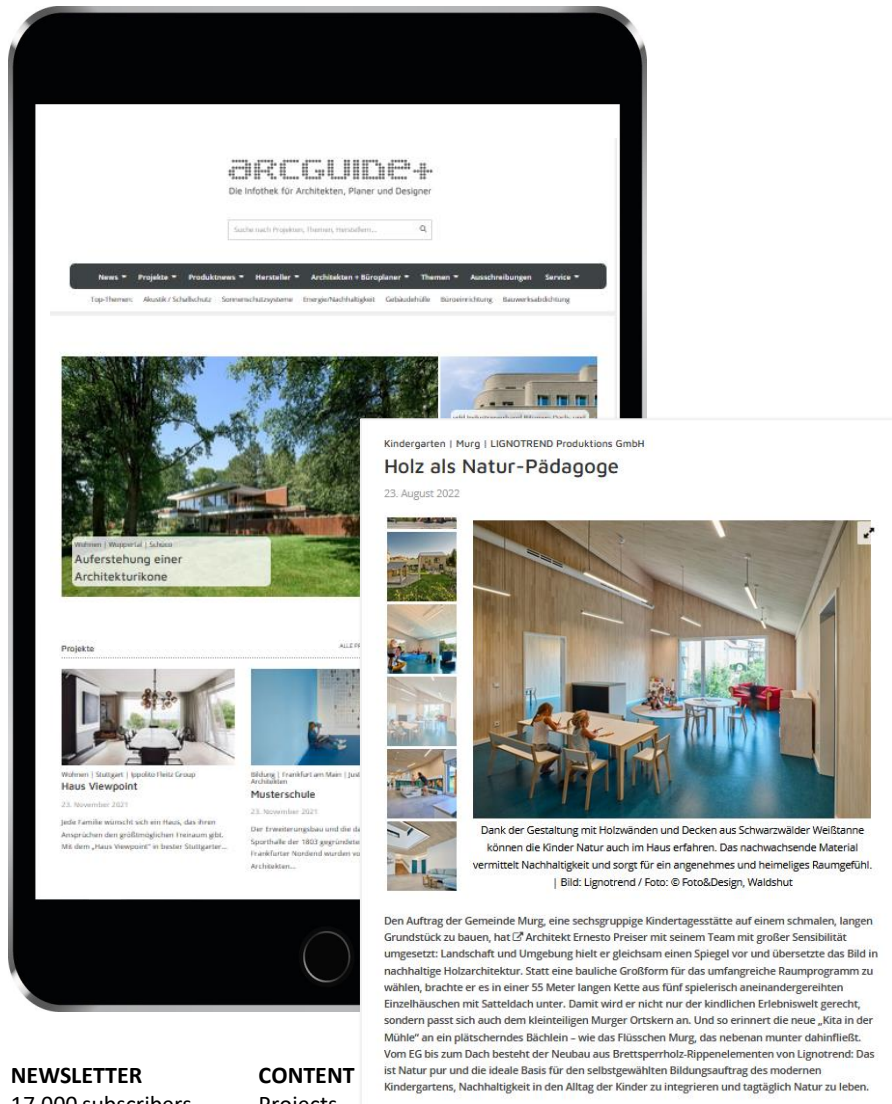 aRCGUIDe+
Die Infothek für Architekten, Planer und Designer
Suche nach Projekten, Themen, Herstellern...
News Projekte Produktnews Hersteller Architekten + Büroplaner Themen Ausschreibungen Service
Top-Themen: Akustik / Schallschutz Sonnenschutzsysteme Energie/Nachhaltigkeit Gebäudehülle Büroeinrichtung Bauwerksabdichtung
Wohnen | Wuppertal | Schüco
Auferstehung einer
Architekturikone
Projekte
Wohnen | Stuttgart | Ippolito Fleitz Group
Haus Viewpoint
23. November 2021
Jede Familie wünscht sich ein Haus, das ihren
Ansprüchen den größtmöglichen Freiraum gibt.
Mit dem „Haus Viewpoint“ in bester Stuttgarter...
Bildung | Frankfurt am Main |
Architekten
Musterschule
23. November 2021
Der Erweiterungsbau und die
Sporthalle der 1803 gegründete
Frankfurter Nordend wurden
Architekten...
Kindergarten | Murg | LIGNOTREND Produktions GmbH
Holz als Natur-Pädagoge
23. August 2022
Dank der Gestaltung mit Holzwänden und Decken aus Schwarzwälder Weißtanne
können die Kinder Natur auch im Haus erfahren. Das nachwachsende Material
vermittelt Nachhaltigkeit und sorgt für ein angenehmes und heimeliges Raumgefühl.
| Bild: Lignotrend / Foto: © Foto&Design, Waldshut
Den Auftrag der Gemeinde Murg, eine sechsgruppige Kindertagesstätte auf einem schmalen, langen
Grundstück zu bauen, hat Architekt Ernesto Preiser mit seinem Team mit großer Sensibilität
umgesetzt: Landschaft und Umgebung hielt er gleichsam einen Spiegel vor und übersetzte das Bild in
nachhaltige Holzarchitektur. Statt eine bauliche Großform für das umfangreiche Raumprogramm zu
wählen, brachte er es in einer 55 Meter langen Kette aus fünf spielerisch aneinandergereihten
Einzelhäuschen mit Satteldach unter. Damit wird er nicht nur der kindlichen Erlebniswelt gerecht,
sondern passt sich auch dem kleinteiligen Murger Ortskern an. Und so erinnert die neue „Kita in der
Mühle“ an ein plätscherndes Bächlein – wie das Flüsschen Murg, das nebenan munter dahinfließt.
Vom EG bis zum Dach besteht der Neubau aus Brettsperrholz-Rippenelementen von Lignotrend: Das
ist Natur pur und die ideale Basis für den selbstgewählten Bildungsauftrag des modernen
Kindergartens, Nachhaltigkeit in den Alltag der Kinder zu integrieren und tagtäglich Natur zu leben.
NEWSLETTER
17.000 subscribers
CONTENT
Projects